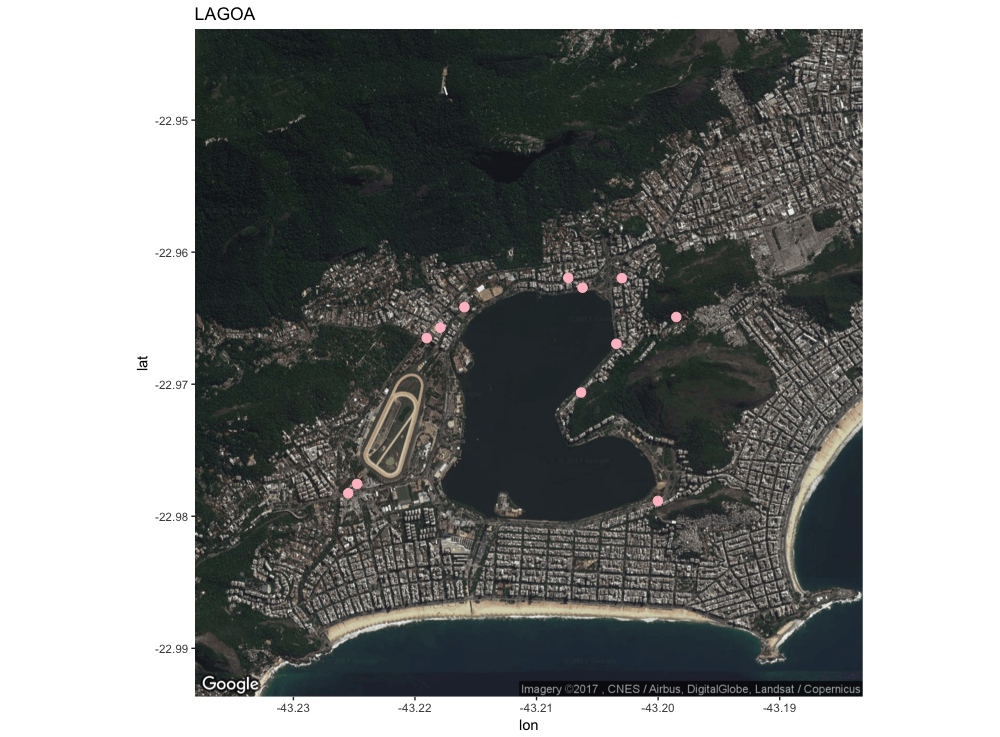 LAGOA
lat
-22.95
-22.96
-22.97
-22.98
-22.99
Google
Imagery ©2017 , CNES / Airbus, DigitalGlobe, Landsat / Copernicus
-43.23
-43.22
-43.21
-43.20
-43.19
lon